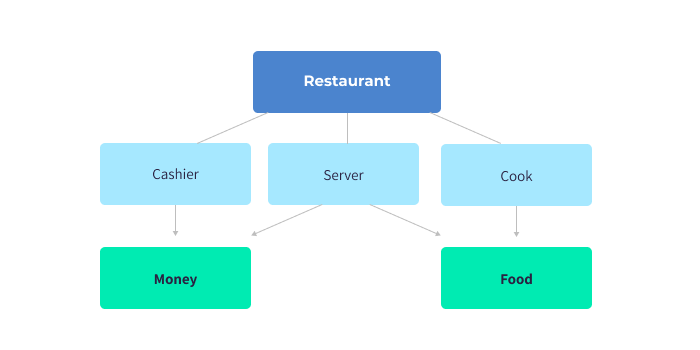 Restaurant
Cashier
Server
Cook
Money
Food